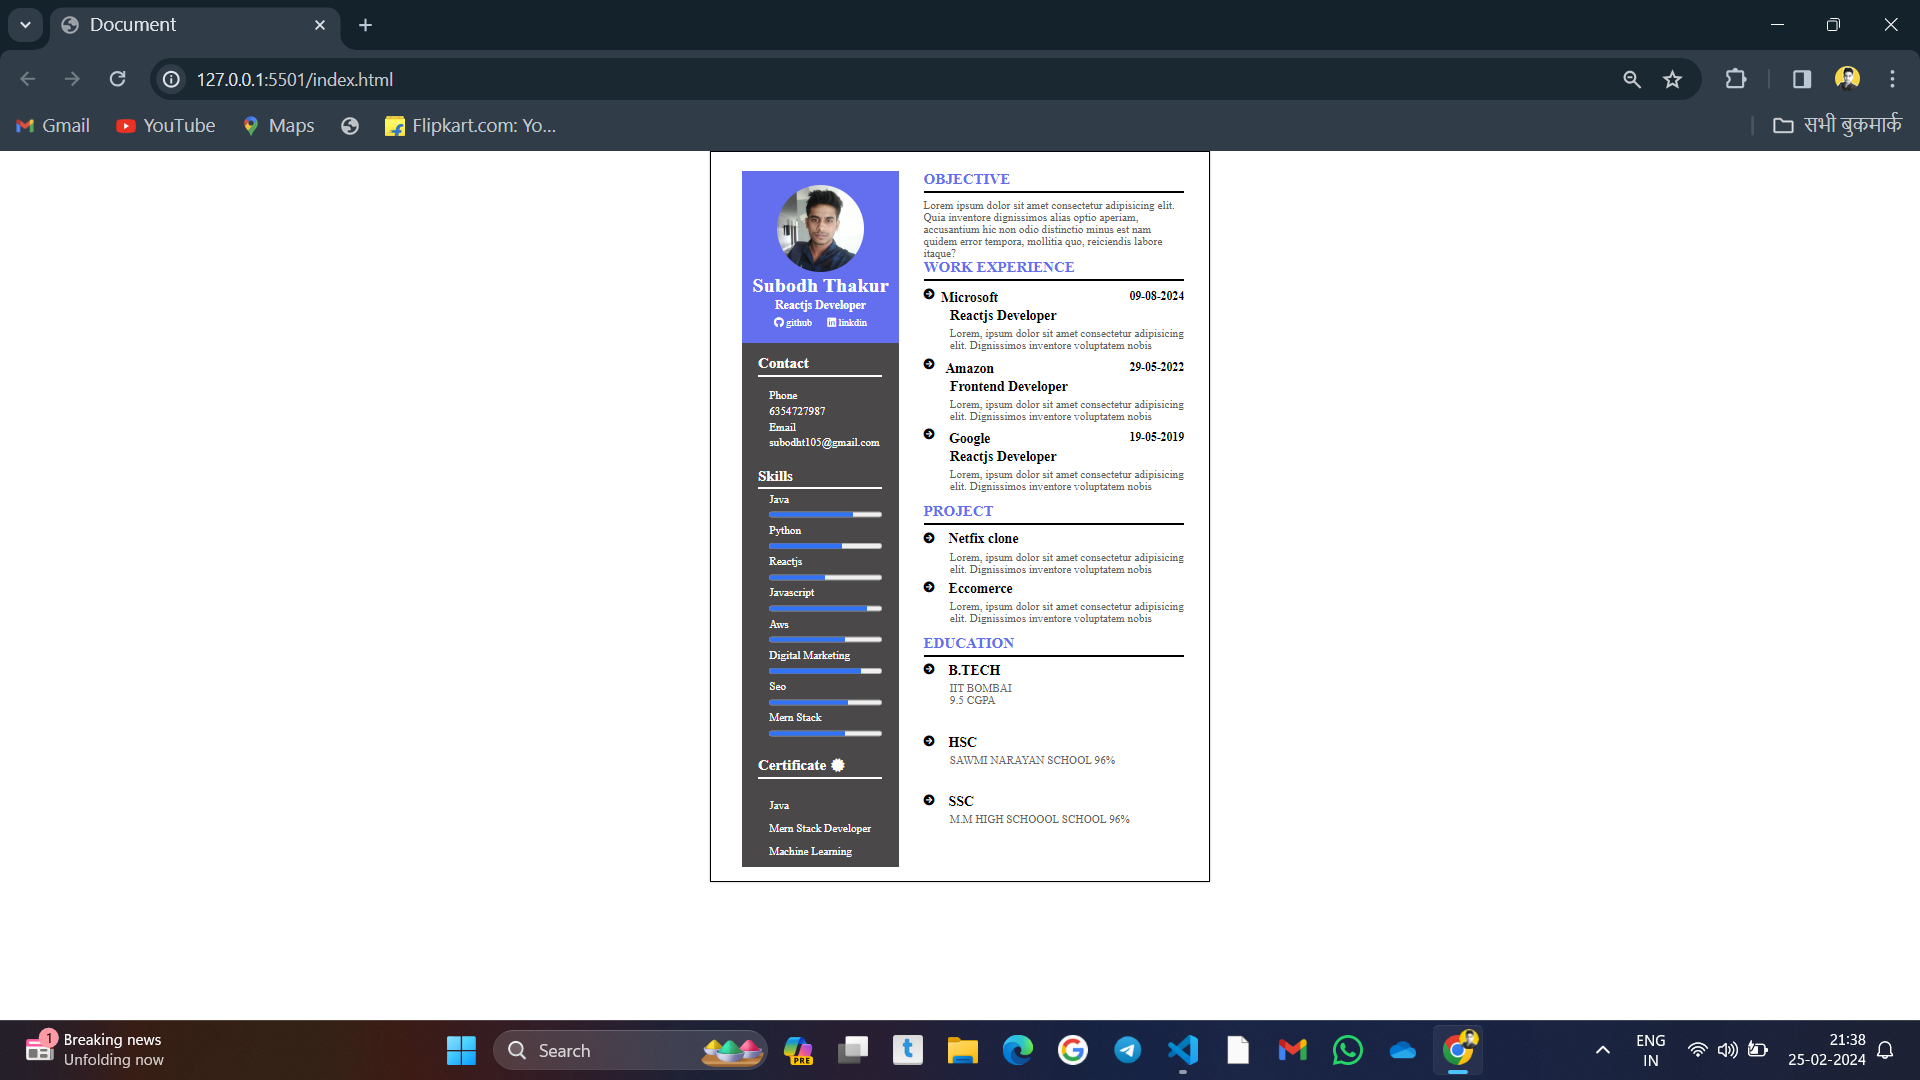 Document
127.0.0.1:5501/index.html
Gmail
YouTube
Maps
Flipkart.com: Yo...
सभी बुकमार्क
Subodh Thakur
Reactjs Developer
github linkdin
Contact
Phone
6354727987
Email
subodht105@gmail.com
Skills
Java
Python
Reactjs
Javascript
Aws
Digital Marketing
Seo
Mern Stack
Certificate
Java
Mern Stack Developer
Machine Learning
OBJECTIVE
Lorem ipsum dolor sit amet consectetur adipisicing elit.
Quia inventore dignissimos alias optio aperiam,
accusantium hic non odio distinctio minus est nam
quidem error tempora, mollitia quo, reiciendis labore
itaque?
WORK EXPERIENCE
Microsoft 09-08-2024
Reactjs Developer
Lorem, ipsum dolor sit amet consectetur adipisicing
elit. Dignissimos inventore voluptatem nobis
Amazon 29-05-2022
Frontend Developer
Lorem, ipsum dolor sit amet consectetur adipisicing
elit. Dignissimos inventore voluptatem nobis
Google 19-05-2019
Reactjs Developer
Lorem, ipsum dolor sit amet consectetur adipisicing
elit. Dignissimos inventore voluptatem nobis
PROJECT
Netfix clone
Lorem, ipsum dolor sit amet consectetur adipisicing
elit. Dignissimos inventore voluptatem nobis
Eccomerce
Lorem, ipsum dolor sit amet consectetur adipisicing
elit. Dignissimos inventore voluptatem nobis
EDUCATION
B.TECH
IIT BOMBAI
9.5 CGPA
HSC
SAWMI NARAYAN SCHOOL 96%
SSC
M.M HIGH SCHOOOL SCHOOL 96%
1
Breaking news
Unfolding now
Search
PRE
ENG
IN
21:38
25-02-2024